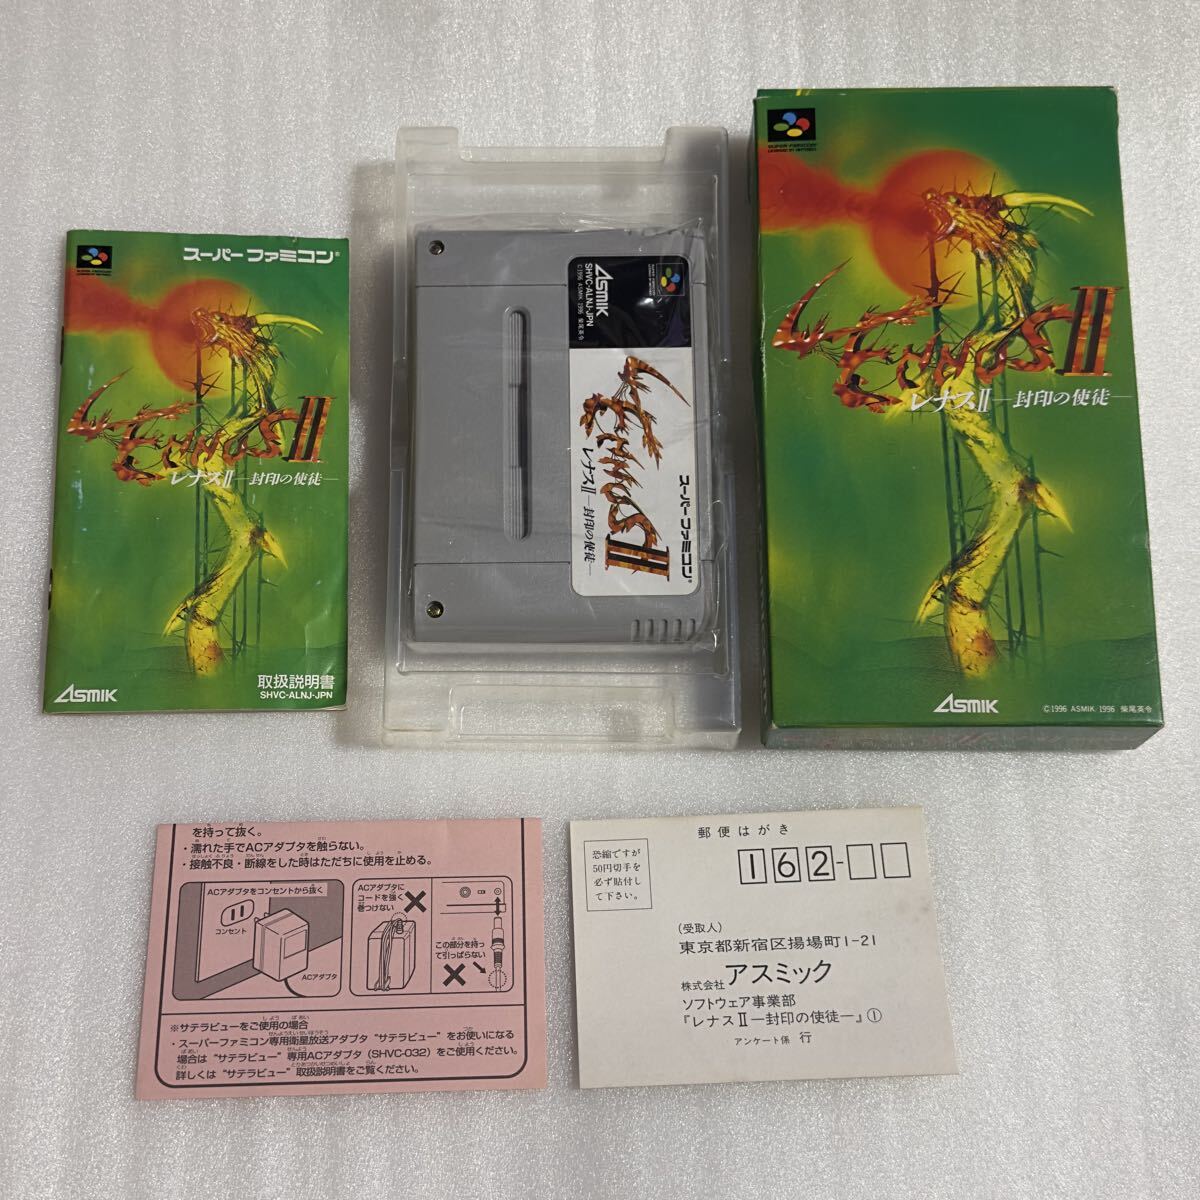 スーパーファミコン®
LENNUS II
レナスII―封印の使徒―
ASMIK
取扱説明書
SHVC-ALNJ-JPN
ASMIK
SHVC-ALNJ-JPN
©1996 ASMIK 1996 柴尾英令
LENNUS II
レナスII―封印の使徒―
スーパーファミコン®
SUPER FAMICOM
LENNUS II
レナスII―封印の使徒―
ASMIK
©1996 ASMIK 1996 柴尾英令
を持って抜く。
・濡れた手でACアダプタを触らない。
・接触不良・断線をした時はただちに使用を止める。
ACアダプタをコンセントから抜く
コンセント
ACアダプタ
ACアダプタに
コードを強く
巻つけない
この部分を持っ
て引っぱらない
※サテラビューをご使用の場合
・スーパーファミコン専用衛星放送アダプタ“サテラビュー”をお使いになる
場合は“サテラビュー”専用ACアダプタ(SHVC-032)をご使用ください。
詳しくは“サテラビュー”取扱説明書をご覧ください。
郵便はがき
恐縮ですが
50円切手を
必ず貼付し
て下さい。
162-
(受取人)
東京都新宿区揚場町1-21
株式会社 アスミック
ソフトウェア事業部
『レナスII―封印の使徒―』①
アンケート係 行